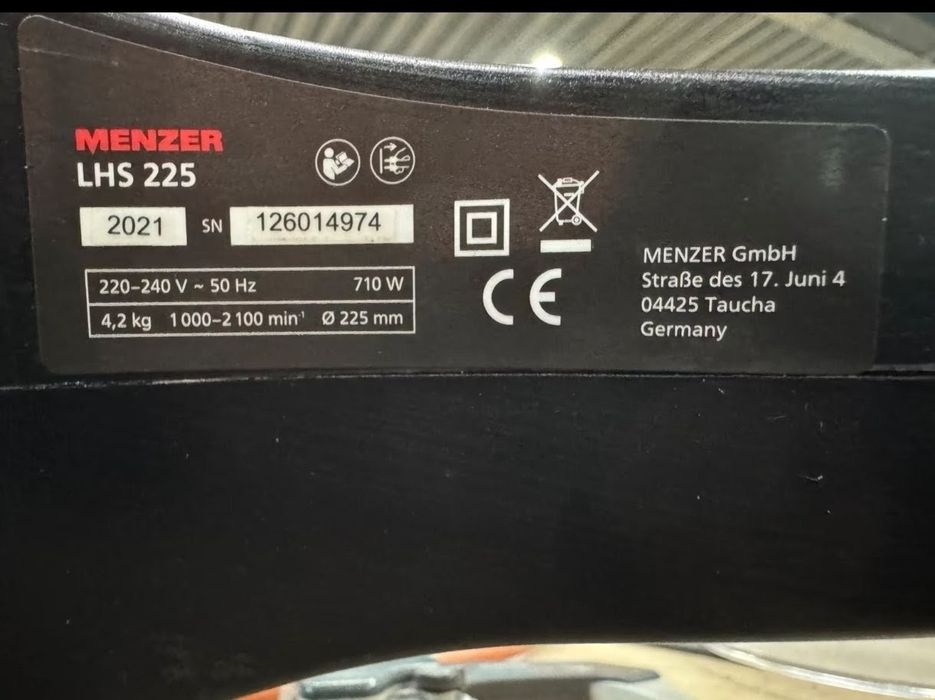 MENZER
LHS 225
2021 SN 126014974
220–240 V ~ 50 Hz 710 W
4,2 kg 1 000–2 100 min⁻¹ Ø 225 mm
CE
MENZER GmbH
Straße des 17. Juni 4
04425 Taucha
Germany